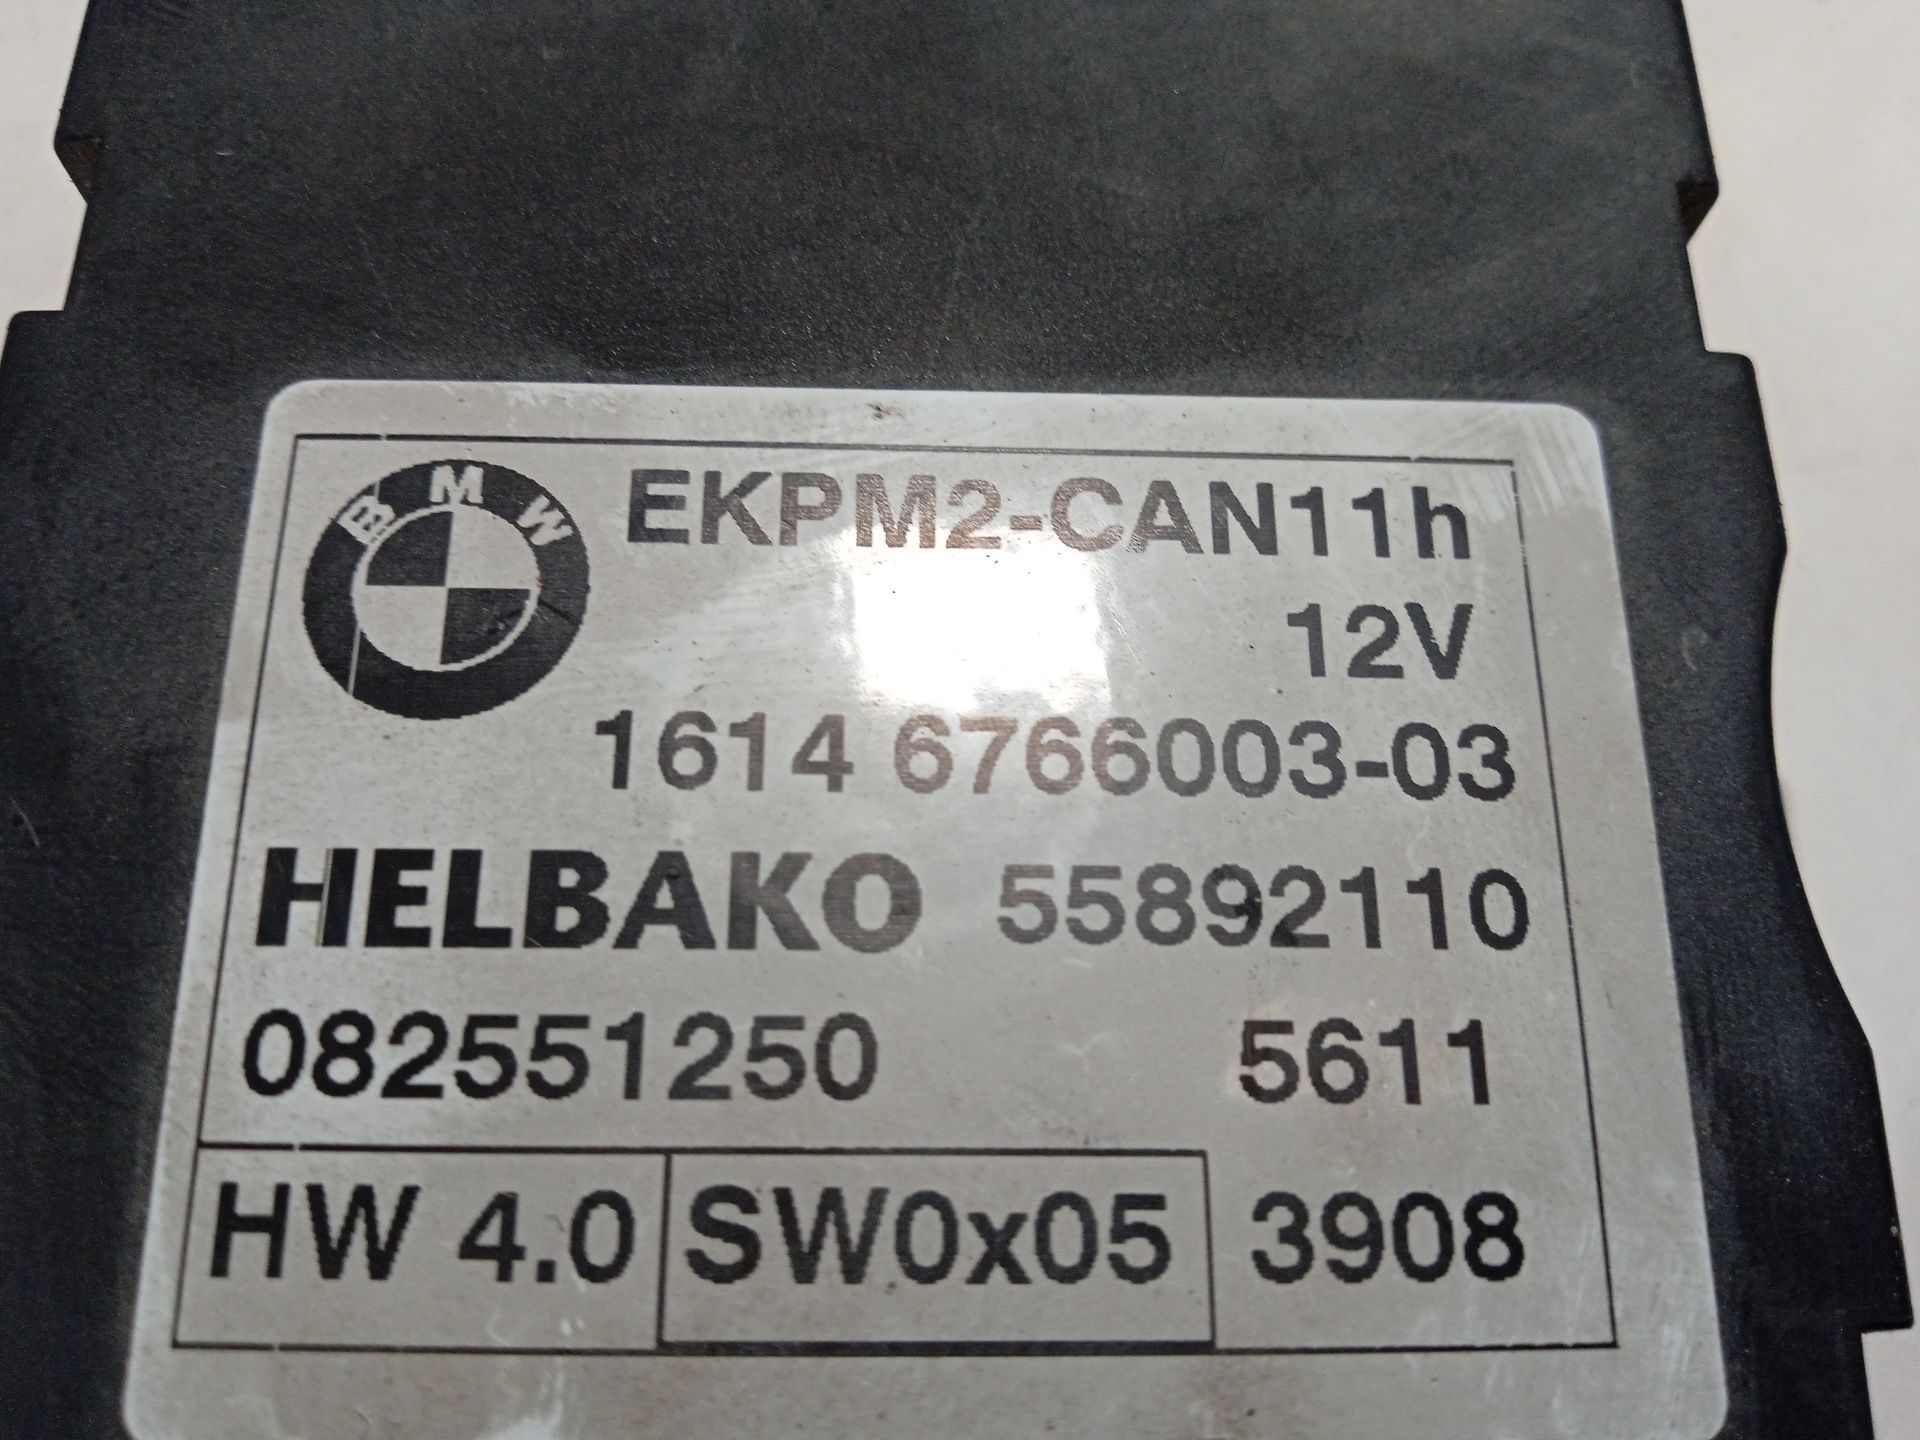 BMW
EKPM2-CAN11h
12V
1614 6766003-03
HELBAKO 55892110
082551250 5611
HW 4.0 SW0x05 3908